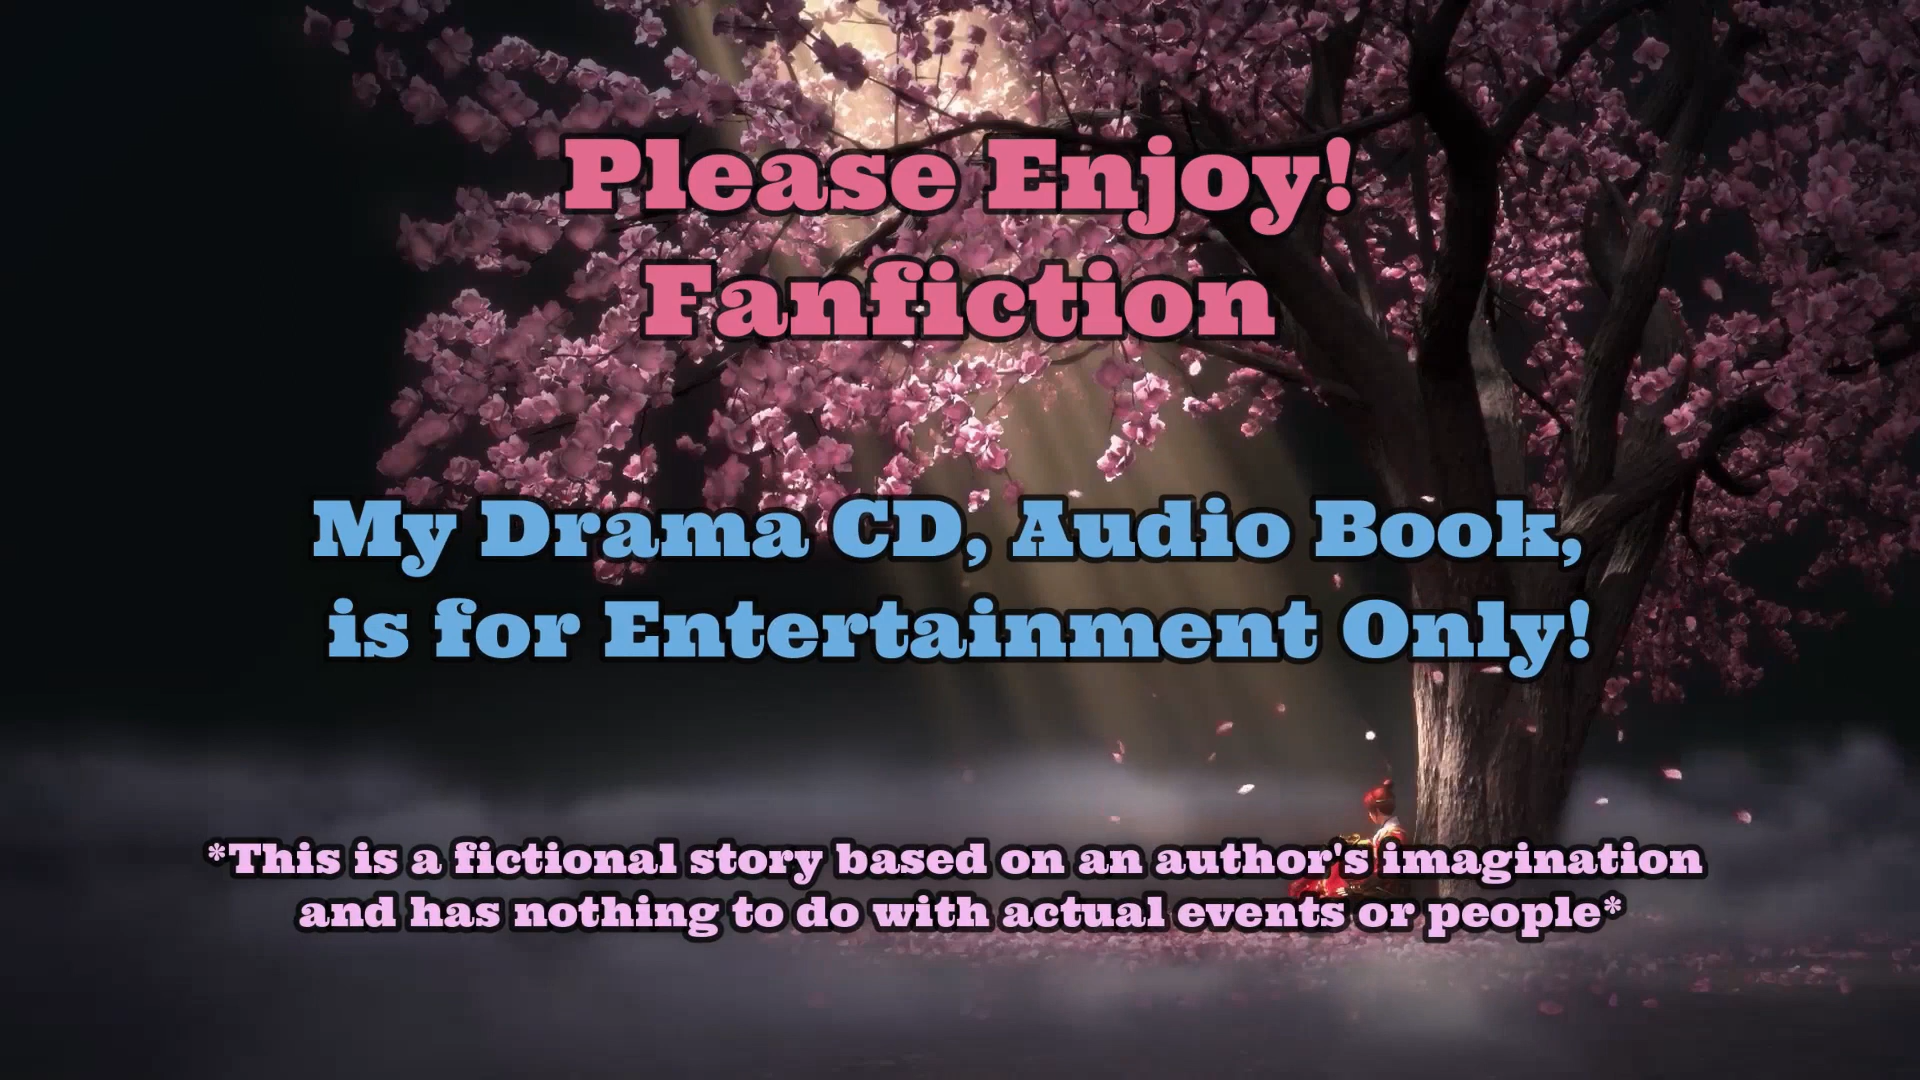 Please Enjoy!
Fanfiction
My Drama CD, Audio Book,
is for Entertainment Only!
*This is a fictional story based on an author's imagination
and has nothing to do with actual events or people*